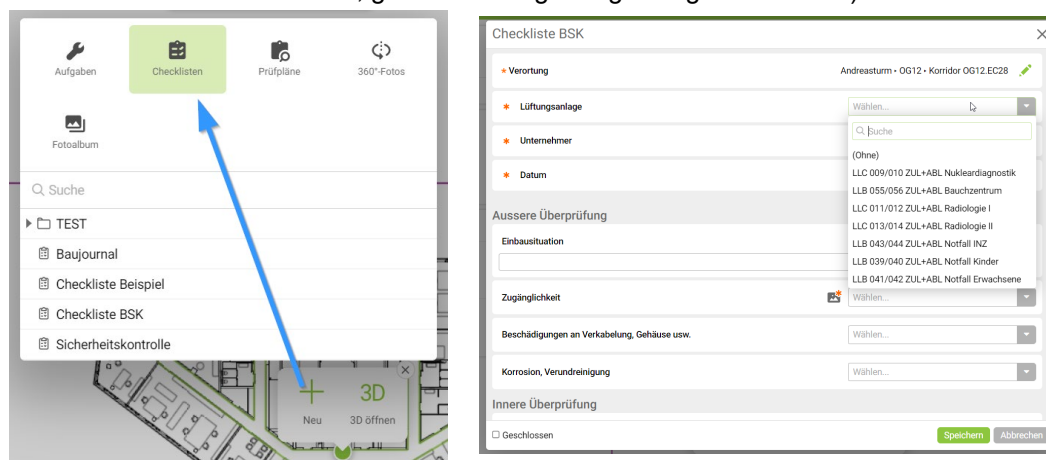 Aufgaben
Checklisten
Prüfpläne
360°-Fotos
Fotoalbum
Suche
TEST
Baujournal
Checkliste Beispiel
Checkliste BSK
Sicherheitskontrolle
Neu
3D
3D öffnen
Checkliste BSK
* Verortung
Andreasturm • OG12 • Korridor OG12.EC28
* Lüftungsanlage
Wählen...
Suche
(Ohne)
LLC 009/010 ZUL+ABL Nukleardiagnostik
LLB 055/056 ZUL+ABL Bauchzentrum
LLC 011/012 ZUL+ABL Radiologie I
LLC 013/014 ZUL+ABL Radiologie II
LLB 043/044 ZUL+ABL Notfall INZ
LLB 039/040 ZUL+ABL Notfall Kinder
LLB 041/042 ZUL+ABL Notfall Erwachsene
* Unternehmer
* Datum
Aussere Überprüfung
Einbausituation
Zugänglichkeit
Wählen...
Beschädigungen an Verkabelung, Gehäuse usw.
Wählen...
Korrosion, Verundreinigung
Wählen...
Innere Überprüfung
Geschlossen
Speichern
Abbrechen